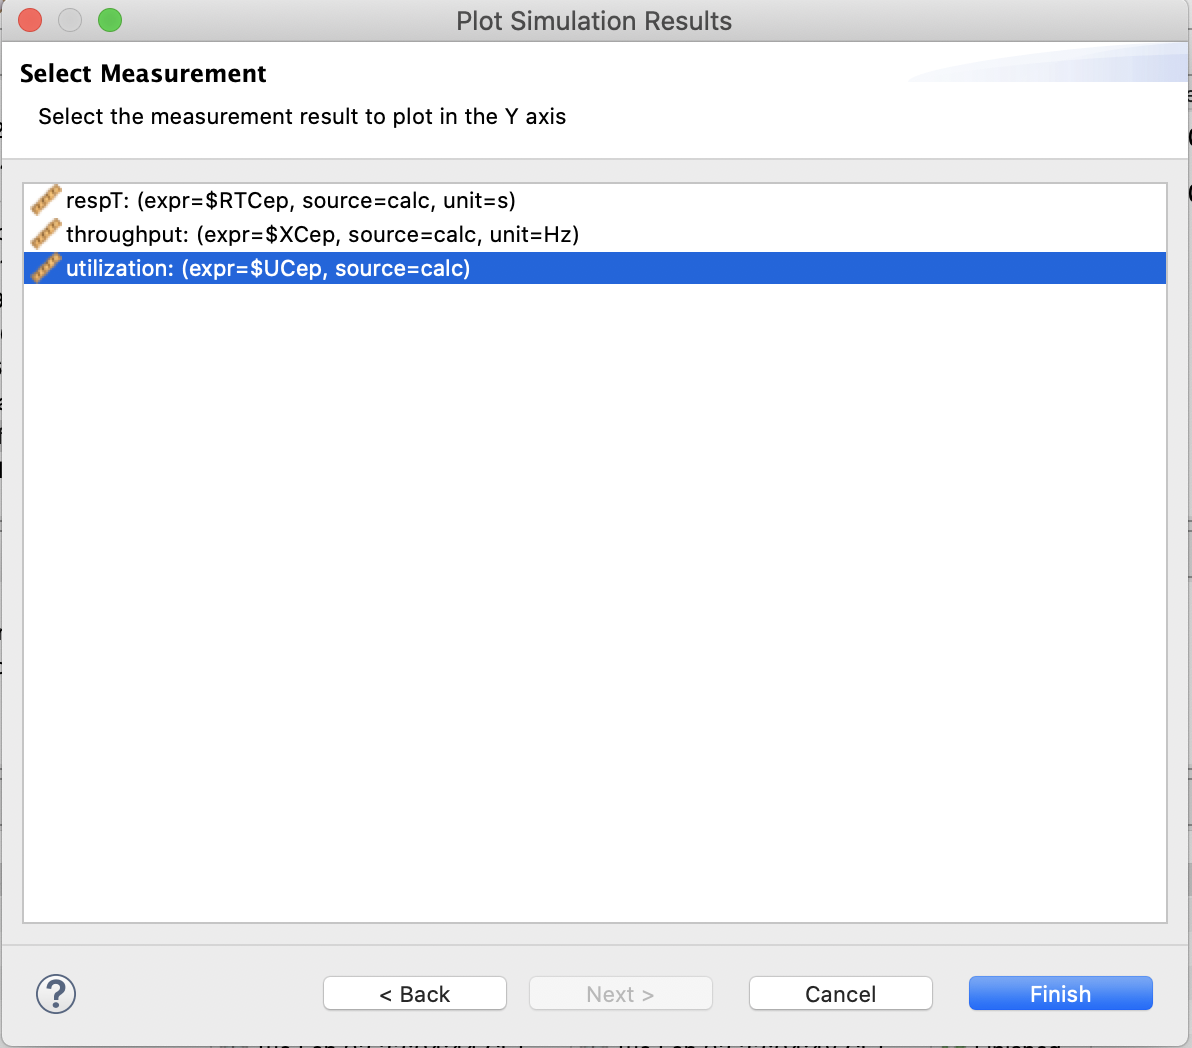 Plot Simulation Results
Select Measurement
Select the measurement result to plot in the Y axis
respT: (expr=$RTCep, source=calc, unit=s)
throughput: (expr=$XCep, source=calc, unit=Hz)
utilization: (expr=$UCep, source=calc)
?
< Back
Next >
Cancel
Finish